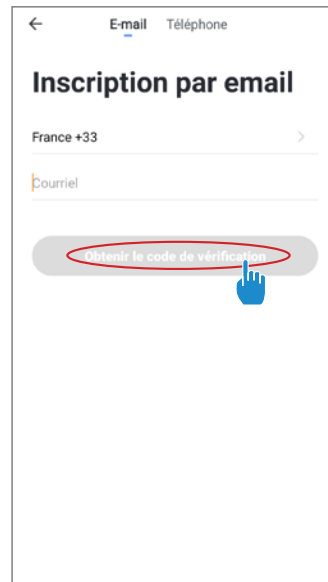 E-mail Téléphone
Inscription par email
France +33
Courriel
Obtenir le code de vérification